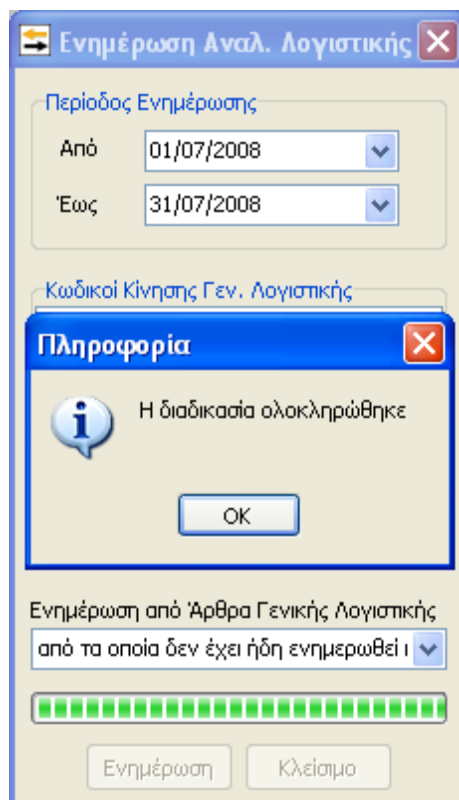 Ενημέρωση Αναλ. Λογιστικής
Περίοδος Ενημέρωσης
Από 01/07/2008
Έως 31/07/2008
Κωδικοί Κίνησης Γεν. Λογιστικής
Πληροφορία
Η διαδικασία ολοκληρώθηκε
OK
Ενημέρωση από Άρθρα Γενικής Λογιστικής
από τα οποία δεν έχει ήδη ενημερωθεί
Ενημέρωση Κλείσιμο